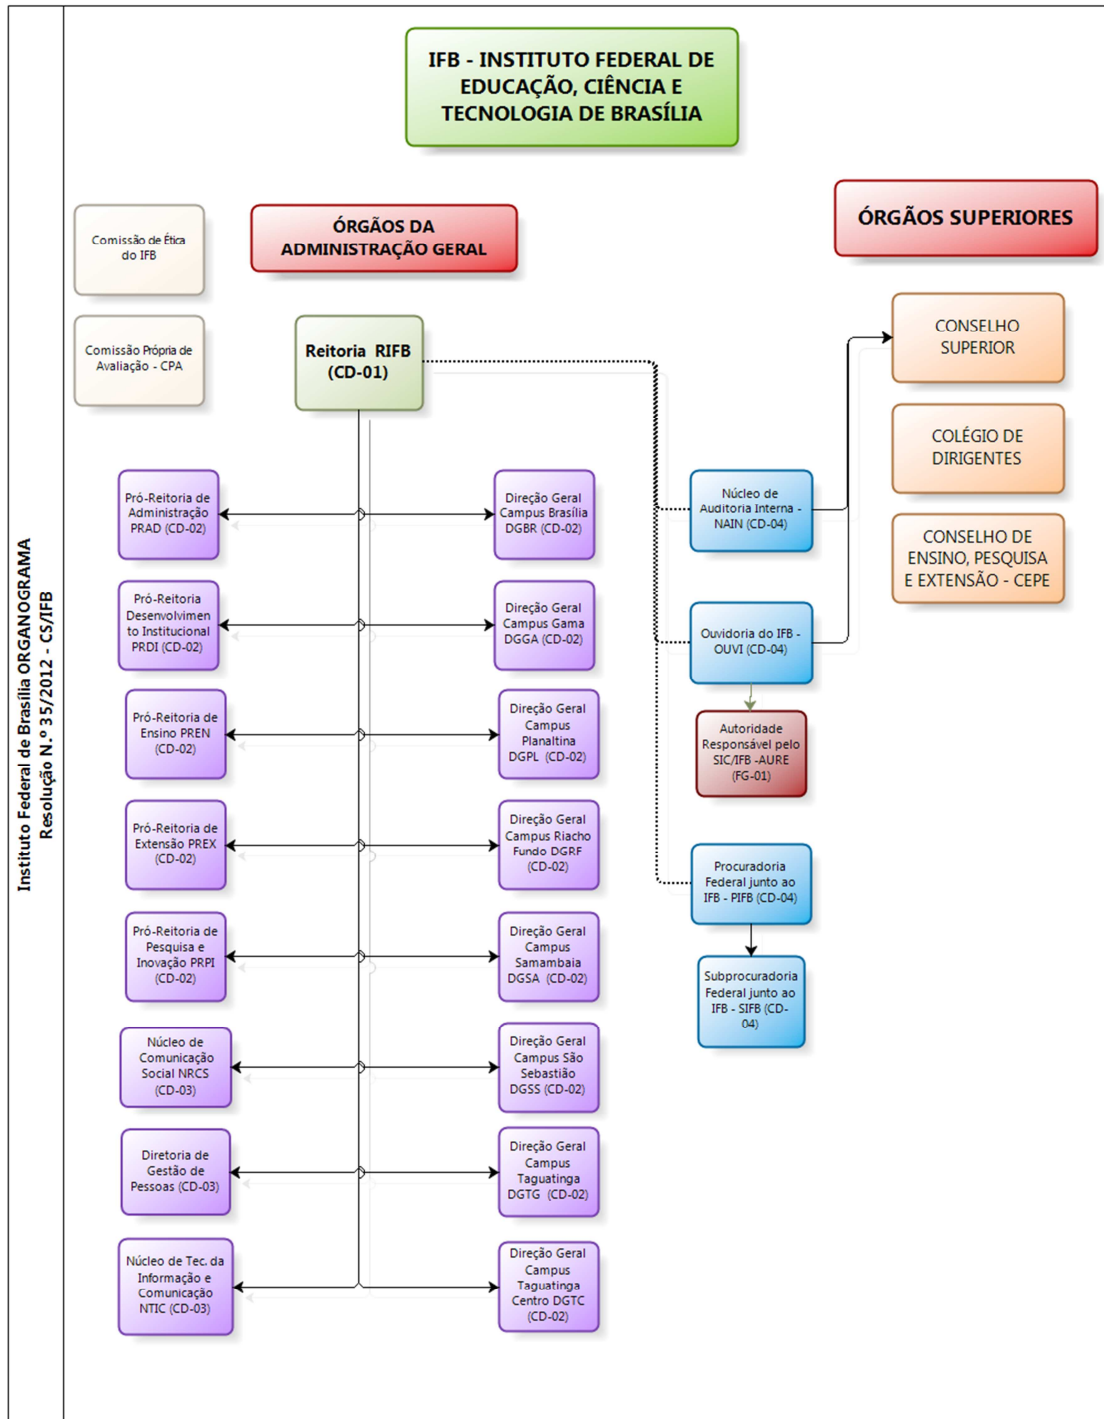 Instituto Federal de Brasília ORGANOGRAMA
Resolução N.º 35/2012 - CS/IFB
IFB - INSTITUTO FEDERAL DE
EDUCAÇÃO, CIÊNCIA E
TECNOLOGIA DE BRASÍLIA
Comissão de Ética
do IFB
Comissão Própria de
Avaliação - CPA
ÓRGÃOS DA
ADMINISTRAÇÃO GERAL
ÓRGÃOS SUPERIORES
Reitoria RIFB
(CD-01)
CONSELHO
SUPERIOR
COLÉGIO DE
DIRIGENTES
CONSELHO DE
ENSINO, PESQUISA
E EXTENSÃO - CEPE
Pró-Reitoria de
Administração
PRAD (CD-02)
Pró-Reitoria
Desenvolvimen
to Institucional
PRDI (CD-02)
Pró-Reitoria de
Ensino PREN
(CD-02)
Pró-Reitoria de
Extensão PREX
(CD-02)
Pró-Reitoria de
Pesquisa e
Inovação PRPI
(CD-02)
Núcleo de
Comunicação
Social NRCS
(CD-03)
Diretoria de
Gestão de
Pessoas (CD-03)
Núcleo de Tec. da
Informação e
Comunicação
NTIC (CD-03)
Direção Geral
Campus Brasília
DGBR (CD-02)
Direção Geral
Campus Gama
DGGA (CD-02)
Direção Geral
Campus
Planaltina
DGPL (CD-02)
Direção Geral
Campus Riacho
Fundo DGRF
(CD-02)
Direção Geral
Campus
Samambaia
DGSA (CD-02)
Direção Geral
Campus São
Sebastião
DGSS (CD-02)
Direção Geral
Campus
Taguatinga
DGTG (CD-02)
Direção Geral
Campus
Taguatinga
Centro DGTC
(CD-02)
Núcleo de
Auditoria Interna -
NAIN (CD-04)
Ouvidoria do IFB -
OUVI (CD-04)
Autoridade
Responsável pelo
SIC/IFB -AURE
(FG-01)
Procuradoria
Federal junto ao
IFB - PIFB (CD-04)
Subprocuradoria
Federal junto ao
IFB - SIFB (CD-
04)